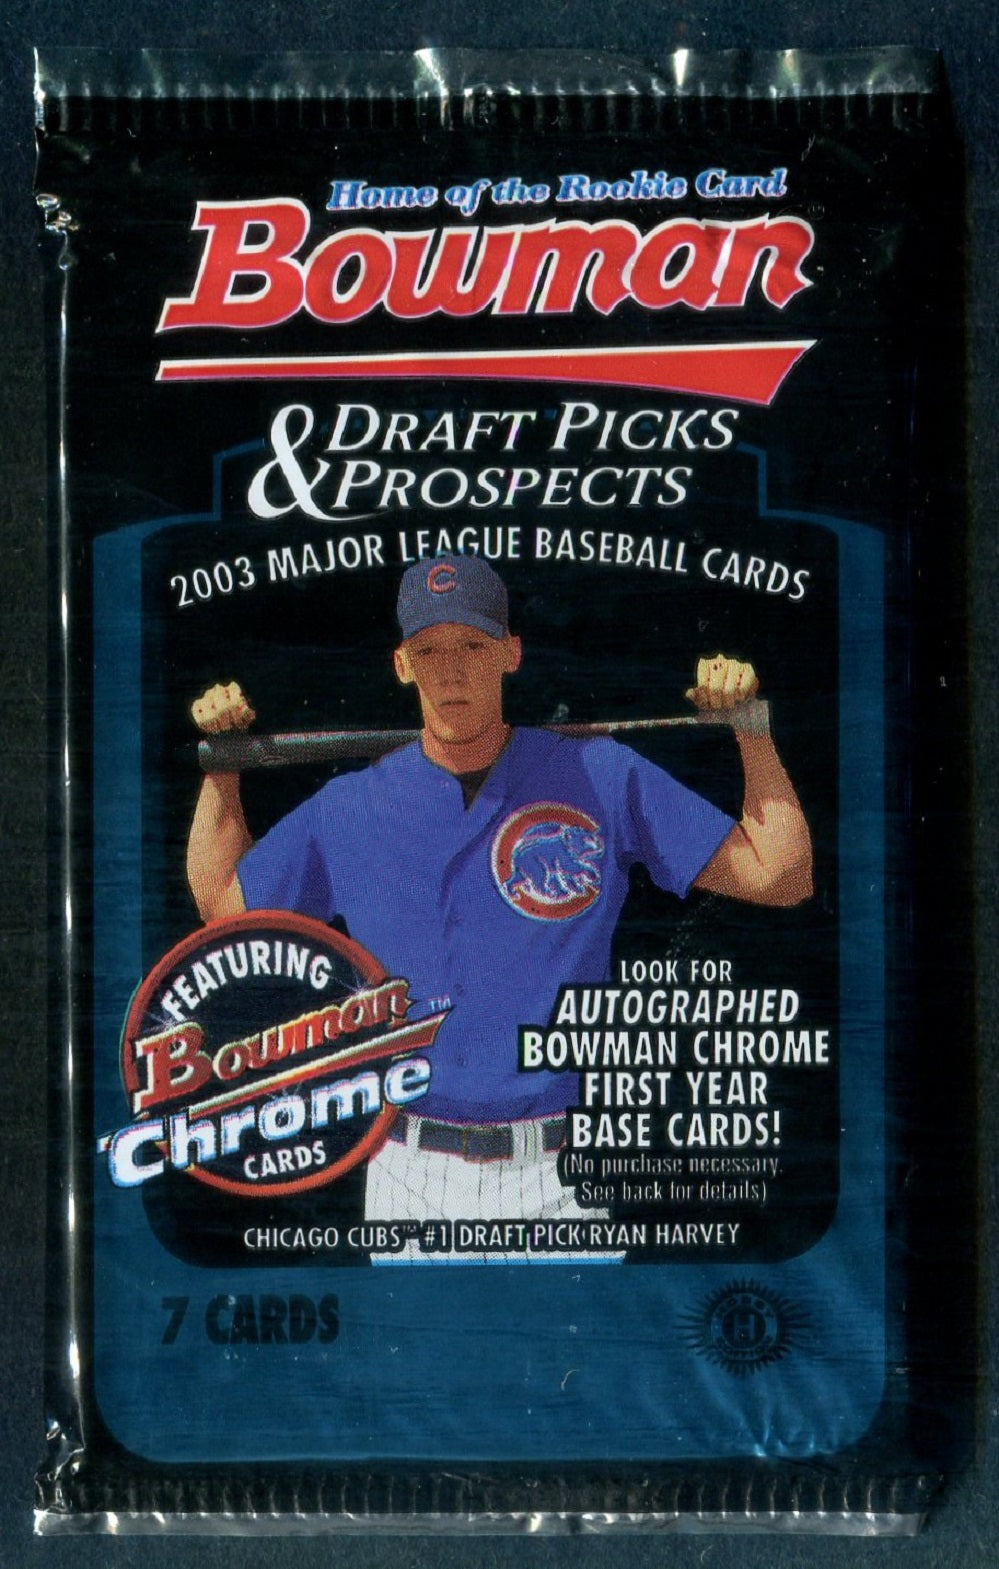 Home of the Rookie Card
Bowman
& DRAFT PICKS
PROSPECTS
2003 MAJOR LEAGUE BASEBALL CARDS
C
FEATURING
Bowman™
Chrome
CARDS
LOOK FOR
AUTOGRAPHED
BOWMAN CHROME
FIRST YEAR
BASE CARDS!
(No purchase necessary.
See back for details)
CHICAGO CUBS™ #1 DRAFT PICK RYAN HARVEY
7 CARDS
H